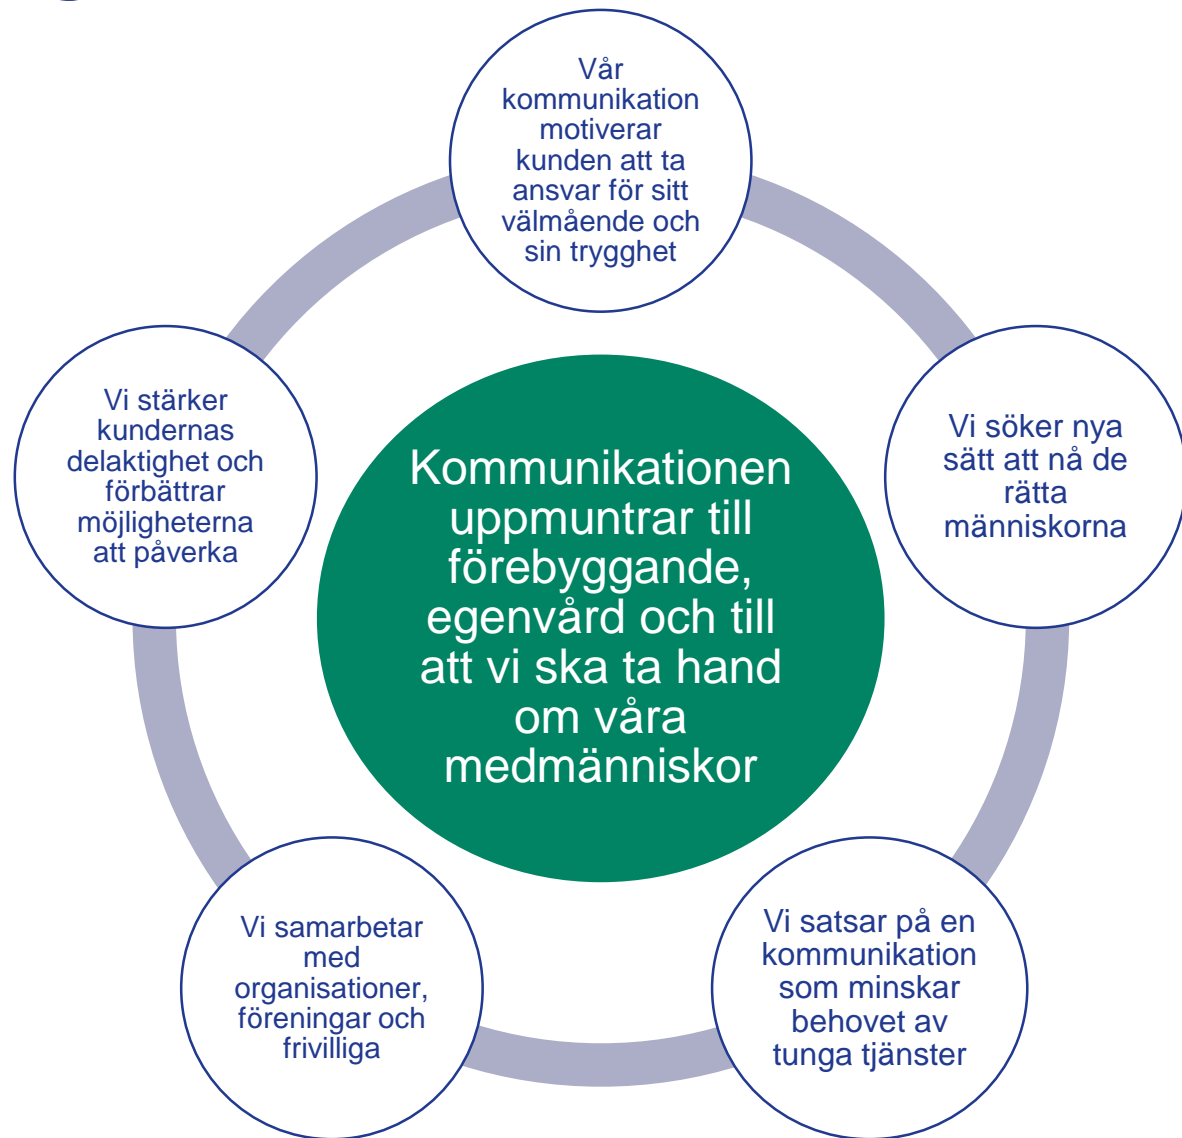 Vår
kommunikation
motiverar
kunden att ta
ansvar för sitt
välmående och
sin trygghet
Vi söker nya
sätt att nå de
rätta
människorna
Vi satsar på en
kommunikation
som minskar
behovet av
tunga tjänster
Vi samarbetar
med
organisationer,
föreningar och
frivilliga
Vi stärker
kundernas
delaktighet och
förbättrar
möjligheterna
att påverka
Kommunikationen
uppmuntrar till
förebyggande,
egenvård och till
att vi ska ta hand
om våra
medmänniskor